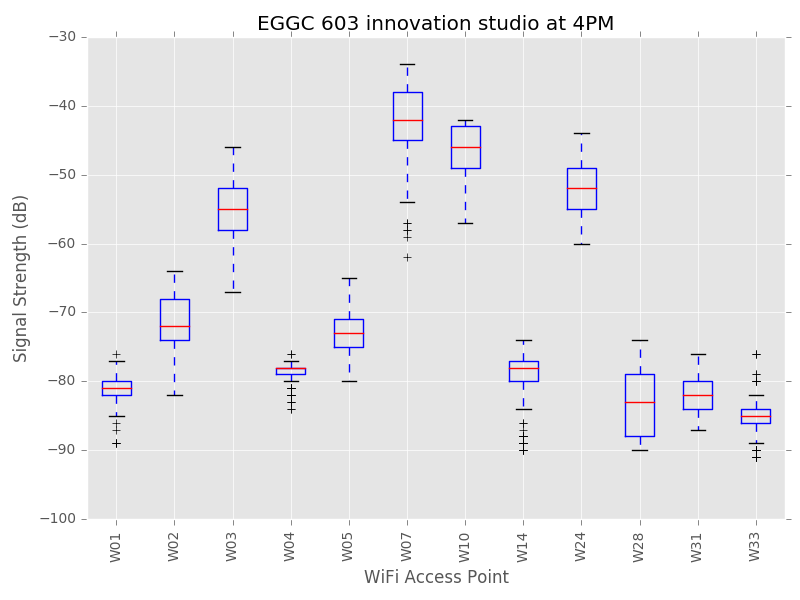 EGGC 603 innovation studio at 4PM
Signal Strength (dB)
−30
−40
−50
−60
−70
−80
−90
−100
W01
W02
W03
W04
W05
W07
W10
W14
W24
W28
W31
W33
WiFi Access Point